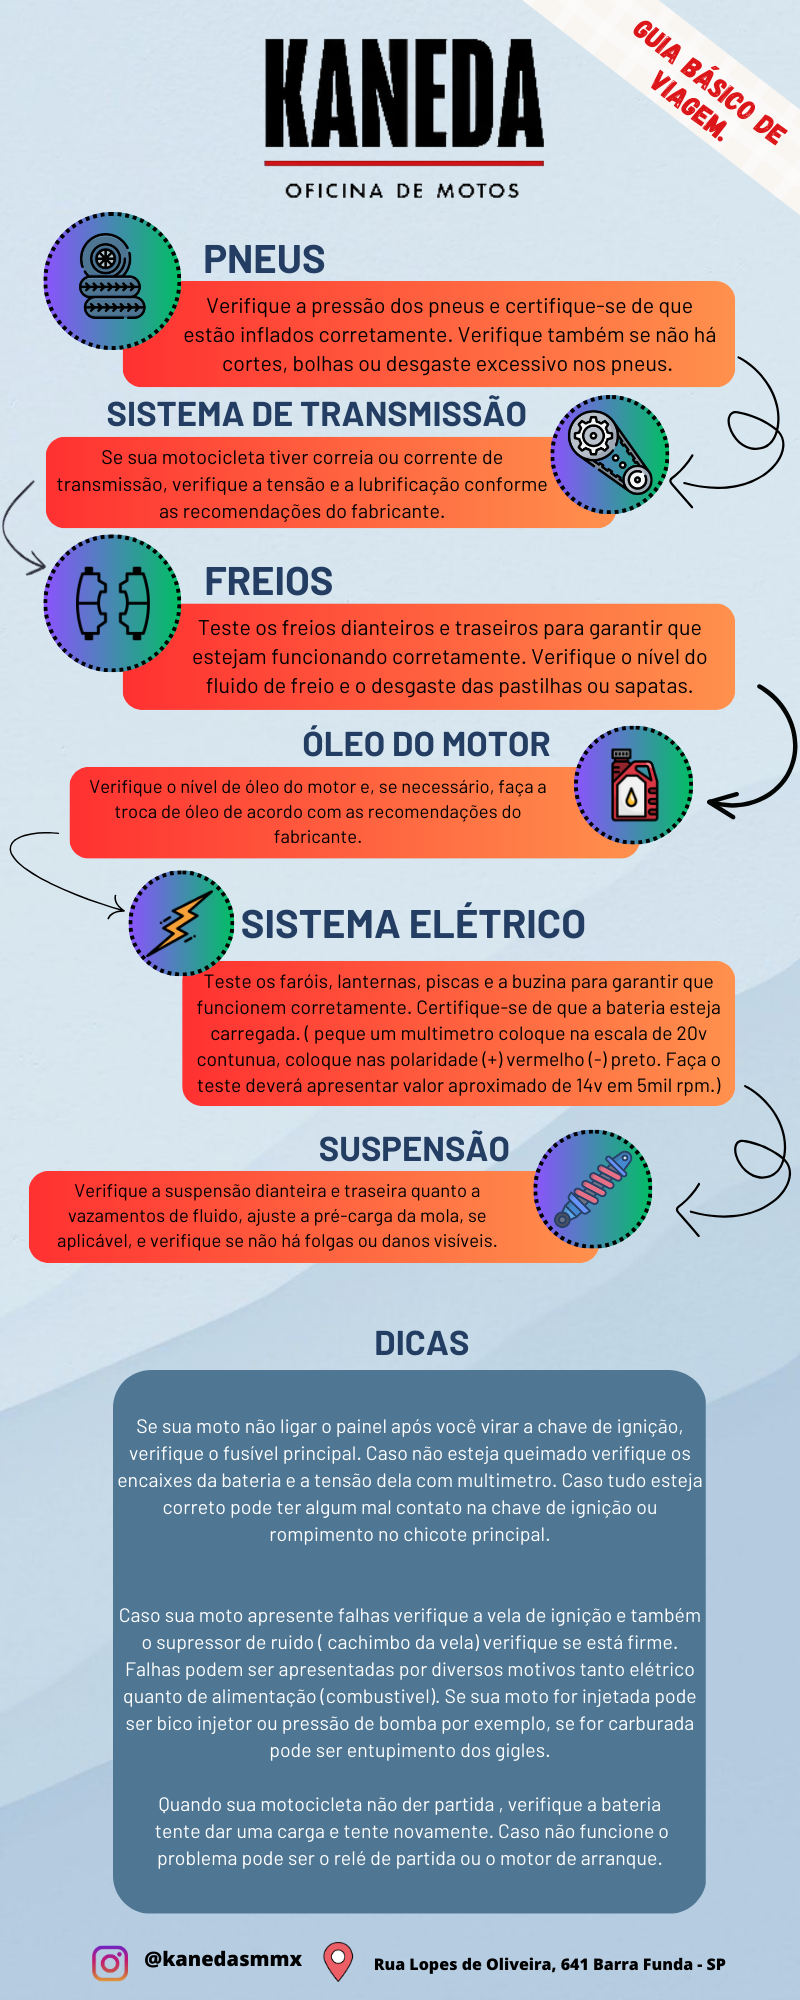 KANEDA
OFICINA DE MOTOS
GUIA BÁSICO DE
VIAGEM.
PNEUS
Verifique a pressão dos pneus e certifique-se de que
estão inflados corretamente. Verifique também se não há
cortes, bolhas ou desgaste excessivo nos pneus.
SISTEMA DE TRANSMISSÃO
Se sua motocicleta tiver correia ou corrente de
transmissão, verifique a tensão e a lubrificação conforme
as recomendações do fabricante.
FREIOS
Teste os freios dianteiros e traseiros para garantir que
estejam funcionando corretamente. Verifique o nível do
fluido de freio e o desgaste das pastilhas ou sapatas.
ÓLEO DO MOTOR
Verifique o nível de óleo do motor e, se necessário, faça a
troca de óleo de acordo com as recomendações do
fabricante.
SISTEMA ELÉTRICO
Teste os faróis, lanternas, piscas e a buzina para garantir que
funcionem corretamente. Certifique-se de que a bateria esteja
carregada. ( peque um multimetro coloque na escala de 20v
contunua, coloque nas polaridade (+) vermelho (-) preto. Faça o
teste deverá apresentar valor aproximado de 14v em 5mil rpm.)
SUSPENSÃO
Verifique a suspensão dianteira e traseira quanto a
vazamentos de fluido, ajuste a pré-carga da mola, se
aplicável, e verifique se não há folgas ou danos visíveis.
DICAS
Se sua moto não ligar o painel após você virar a chave de ignição,
verifique o fusível principal. Caso não esteja queimado verifique os
encaixes da bateria e a tensão dela com multimetro. Caso tudo esteja
correto pode ter algum mal contato na chave de ignição ou
rompimento no chicote principal.
Caso sua moto apresente falhas verifique a vela de ignição e também
o supressor de ruido ( cachimbo da vela) verifique se está firme.
Falhas podem ser apresentadas por diversos motivos tanto elétrico
quanto de alimentação (combustivel). Se sua moto for injetada pode
ser bico injetor ou pressão de bomba por exemplo, se for carburada
pode ser entupimento dos gigles.
Quando sua motocicleta não der partida , verifique a bateria
tente dar uma carga e tente novamente. Caso não funcione o
problema pode ser o relé de partida ou o motor de arranque.
@kanedasmmx
Rua Lopes de Oliveira, 641 Barra Funda - SP